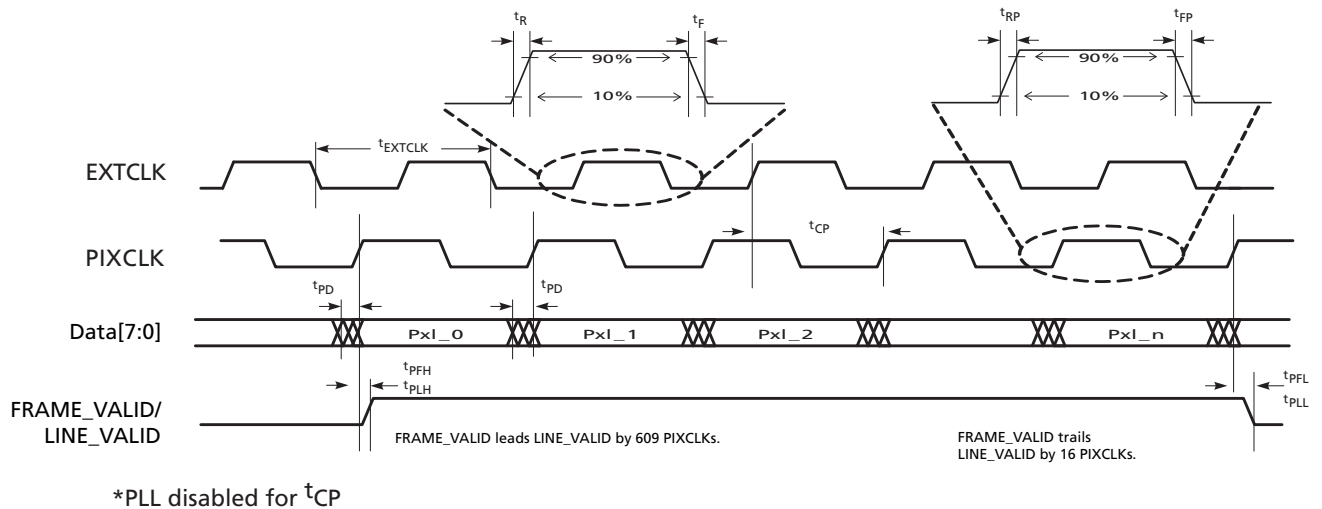 tR
tF
tRP
tFP
90%
90%
10%
10%
EXTCLK
tEXTCLK
PIXCLK
tCP
tPD
tPD
Data[7:0]
Pxl_0
Pxl_1
Pxl_2
Pxl_n
tPFH
tPLH
tPFL
tPLL
FRAME_VALID/
LINE_VALID
FRAME_VALID leads LINE_VALID by 609 PIXCLKs.
FRAME_VALID trails
LINE_VALID by 16 PIXCLKs.
*PLL disabled for tCP